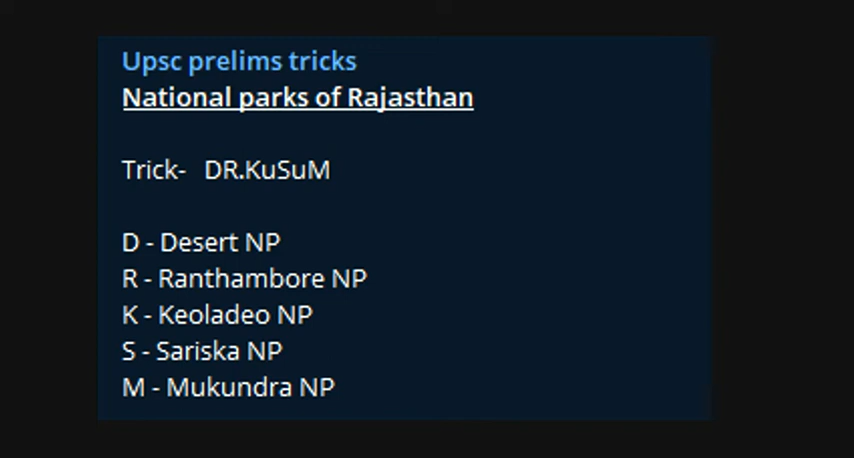 Upsc prelims tricks
National parks of Rajasthan
Trick- DR.KuSuM
D - Desert NP
R - Ranthambore NP
K - Keoladeo NP
S - Sariska NP
M - Mukundra NP